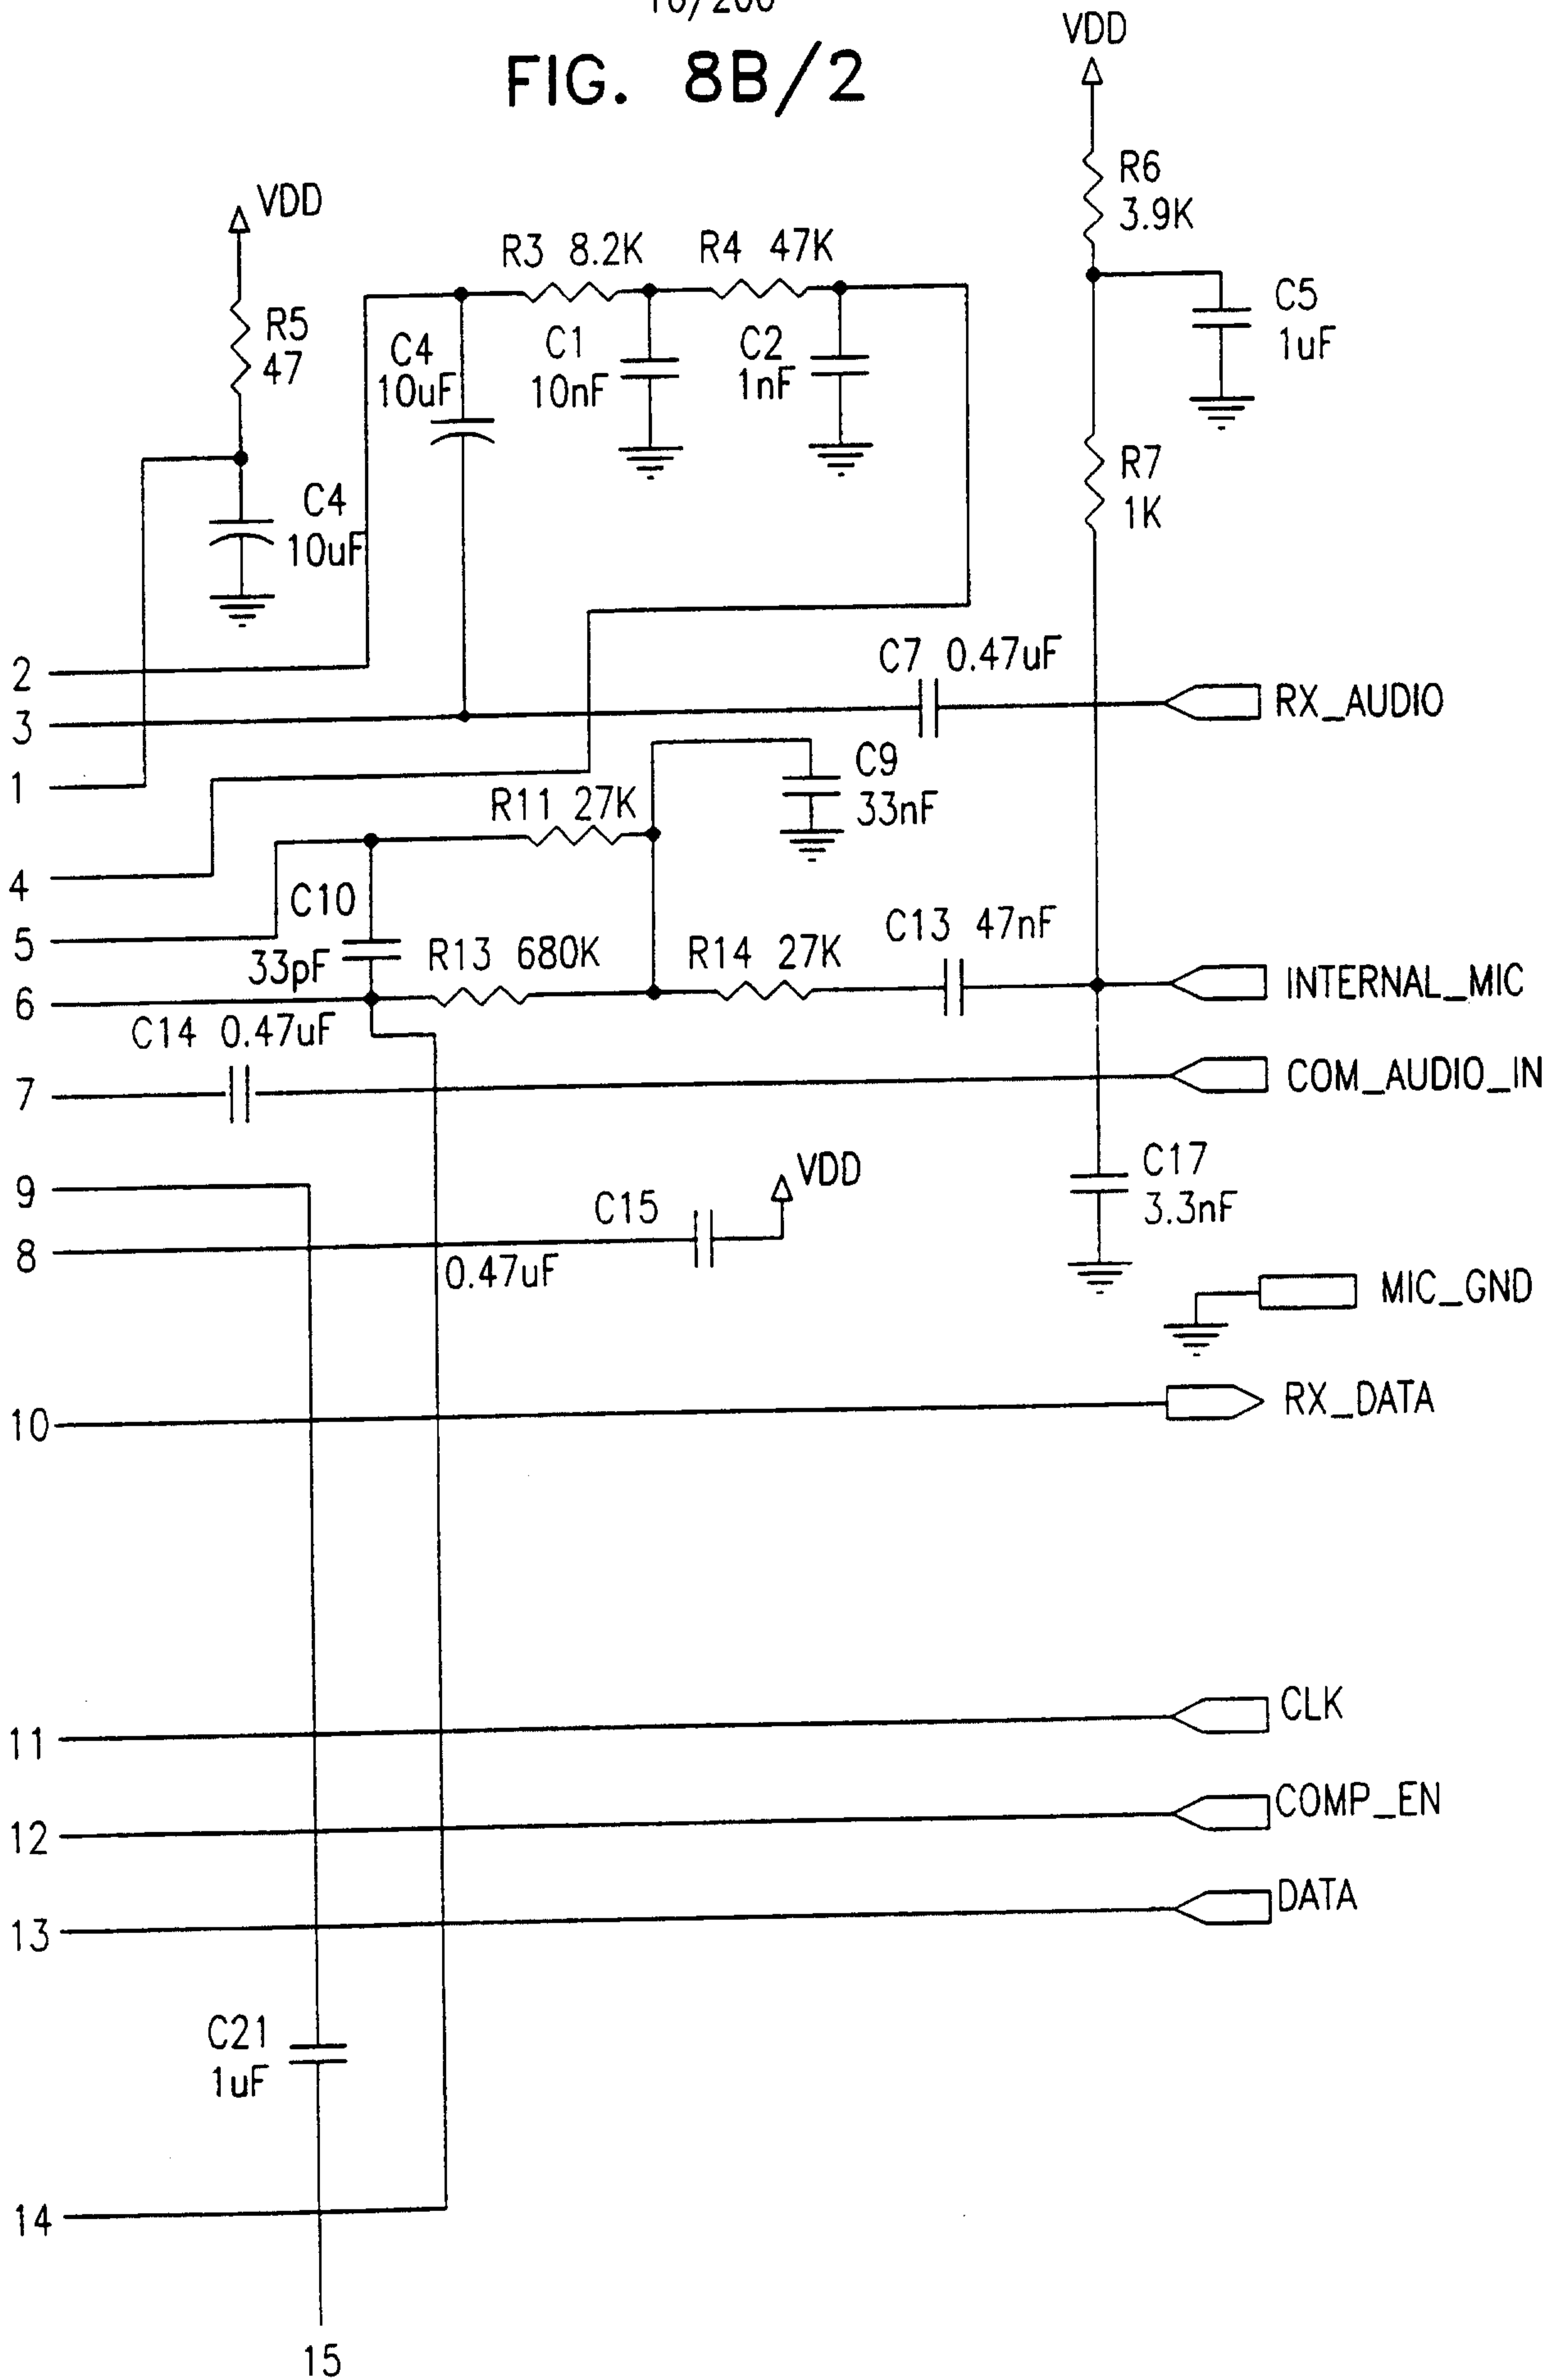 16/200
FIG. 8B/2
VDD
R6
3.9K
VDD
R3 8.2K
R4 47K
R5
47
C4
10uF
C1
10nF
C2
1nF
C5
1uF
R7
1K
C4
10uF
2
C7 0.47uF
3
RX_AUDIO
1
C9
33nF
R11 27K
4
C10
33pF
5
R13 680K
R14 27K
C13 47nF
6
INTERNAL_MIC
C14 0.47uF
7
COM_AUDIO_IN
9
C15
VDD
C17
3.3nF
8
0.47uF
MIC_GND
10
RX_DATA
11
CLK
12
COMP_EN
13
DATA
C21
1uF
14
15